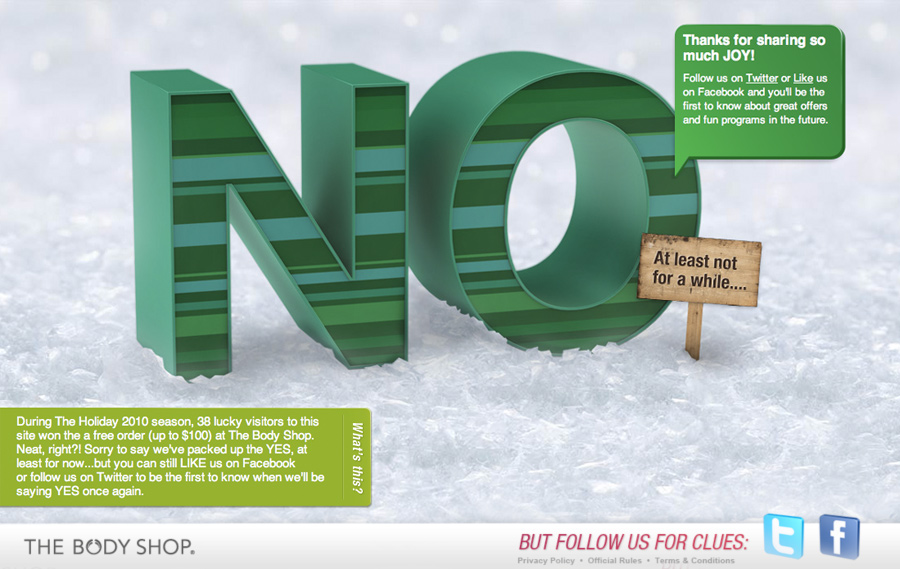 NO
Thanks for sharing so
much JOY!
Follow us on Twitter or Like us
on Facebook and you'll be the
first to know about great offers
and fun programs in the future.
At least not
for a while....
During The Holiday 2010 season, 38 lucky visitors to this
site won the a free order (up to $100) at The Body Shop.
Neat, right?! Sorry to say we've packed up the YES, at
least for now...but you can still LIKE us on Facebook
or follow us on Twitter to be the first to know when we'll be
saying YES once again.
What's this?
THE BODY SHOP.
BUT FOLLOW US FOR CLUES:
Privacy Policy • Official Rules • Terms & Conditions